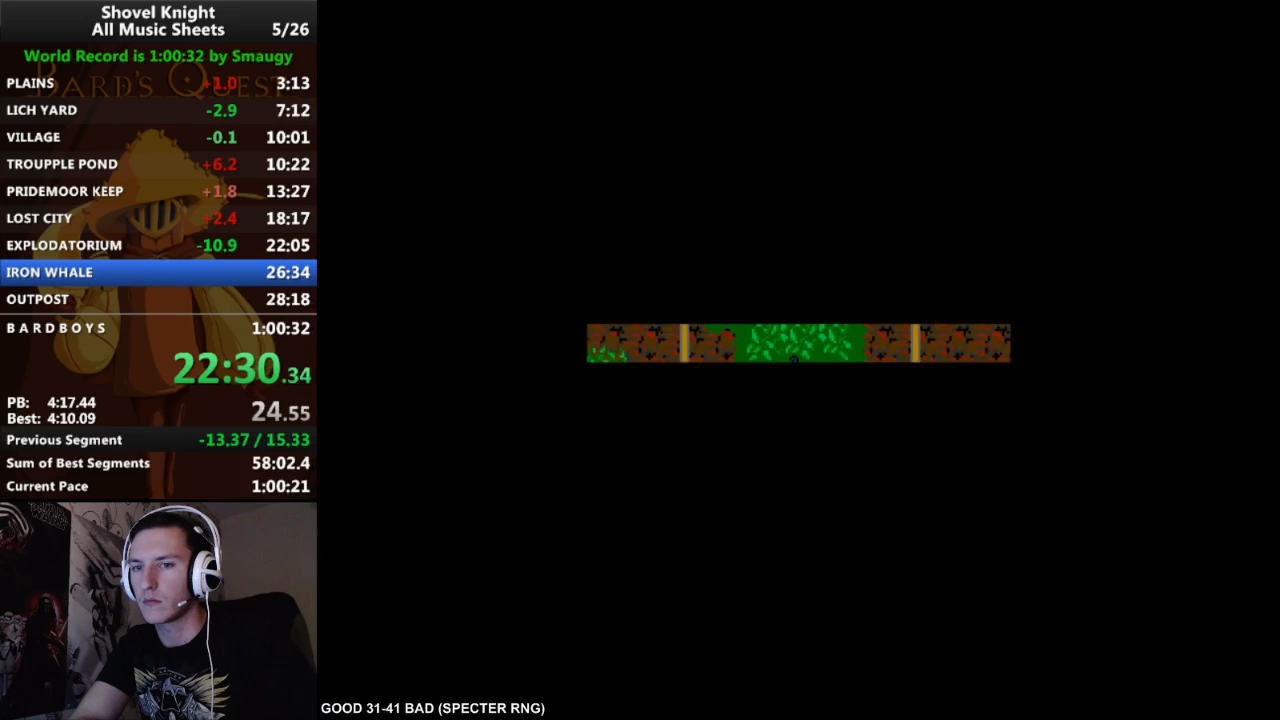 Shovel Knight
All Music Sheets 5/26
World Record is 1:00:32 by Smaugy
BARD'S QUEST
PLAINS +1.0 3:13
LICH YARD -2.9 7:12
VILLAGE -0.1 10:01
TROUPPLE POND +6.2 10:22
PRIDEMOOR KEEP +1.8 13:27
LOST CITY +2.4 18:17
EXPLODATORIUM -10.9 22:05
IRON WHALE 26:34
OUTPOST 28:18
BARDBOYS 1:00:32
22:30.34
PB: 4:17.44
Best: 4:10.09
24.55
Previous Segment -13.37 / 15.33
Sum of Best Segments 58:02.4
Current Pace 1:00:21
GOOD 31-41 BAD (SPECTER RNG)